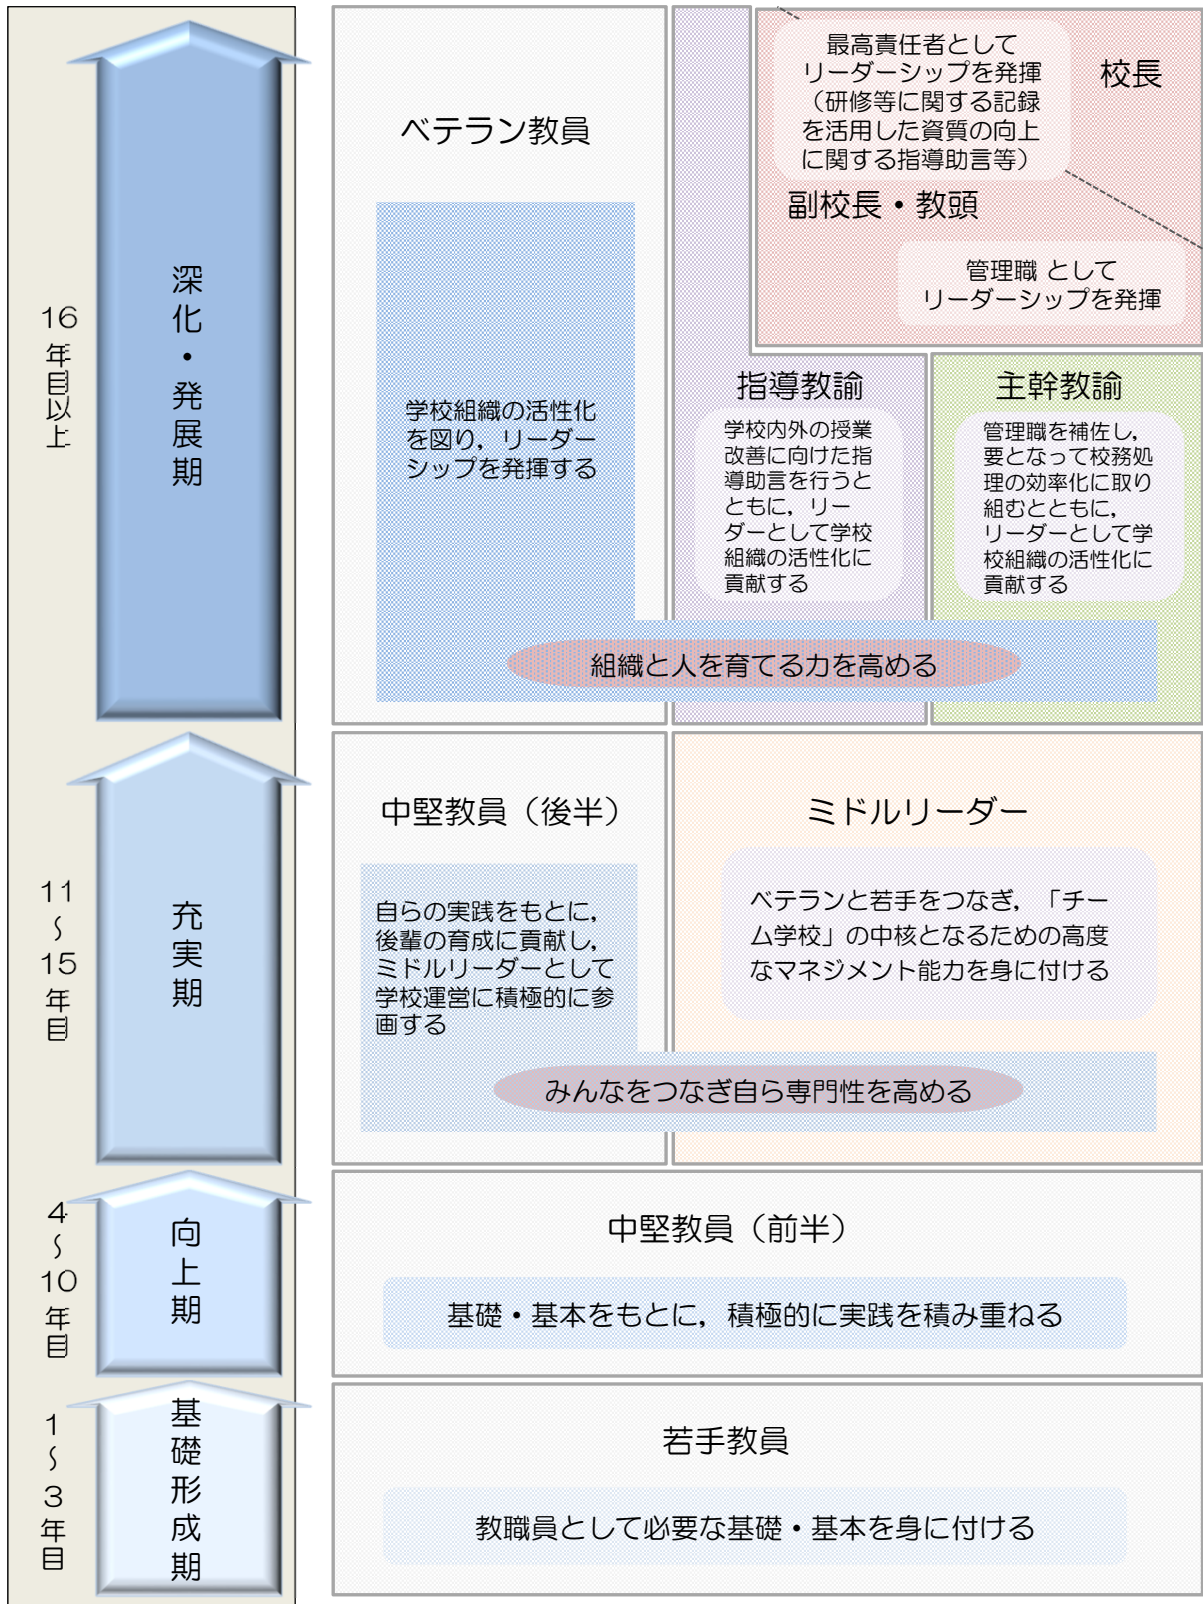 16
年
目
以
上
深
化
・
発
展
期
ベテラン教員
学校組織の活性化
を図り，リーダー
シップを発揮する
最高責任者として
リーダーシップを発揮
（研修等に関する記録
を活用した資質の向上
に関する指導助言等）
校長
副校長・教頭
管理職 として
リーダーシップを発揮
指導教諭
学校内外の授業
改善に向けた指
導助言を行うと
ともに，リー
ダーとして学校
組織の活性化に
貢献する
主幹教諭
管理職を補佐し，
要となって校務処
理の効率化に取り
組むとともに，
リーダーとして学
校組織の活性化に
貢献する
組織と人を育てる力を高める
11
～
15
年
目
充
実
期
中堅教員（後半）
自らの実践をもとに，
後輩の育成に貢献し，
ミドルリーダーとして
学校運営に積極的に参
画する
ミドルリーダー
ベテランと若手をつなぎ，「チー
ム学校」の中核となるための高度
なマネジメント能力を身に付ける
みんなをつなぎ自ら専門性を高める
4
～
10
年
目
向
上
期
中堅教員（前半）
基礎・基本をもとに，積極的に実践を積み重ねる
1
～
3
年
目
基
礎
形
成
期
若手教員
教職員として必要な基礎・基本を身に付ける